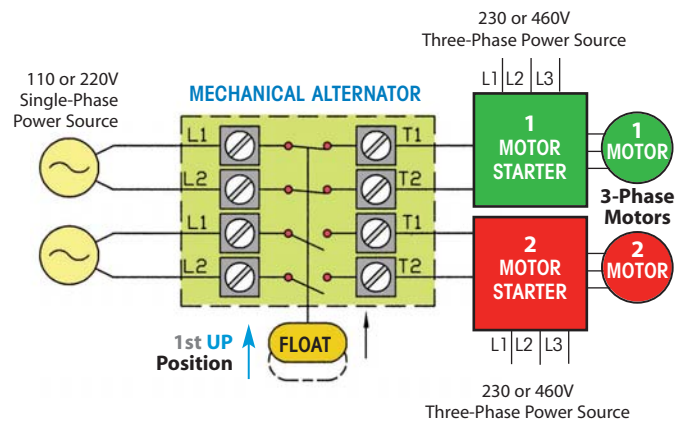 230 or 460V
Three-Phase Power Source
L1 L2 L3
110 or 220V
Single-Phase
Power Source
MECHANICAL ALTERNATOR
L1
T1
L2
T2
L1
T1
L2
T2
1
MOTOR
STARTER
1
MOTOR
3-Phase
Motors
2
MOTOR
STARTER
2
MOTOR
1st UP
Position
FLOAT
L1 L2 L3
230 or 460V
Three-Phase Power Source